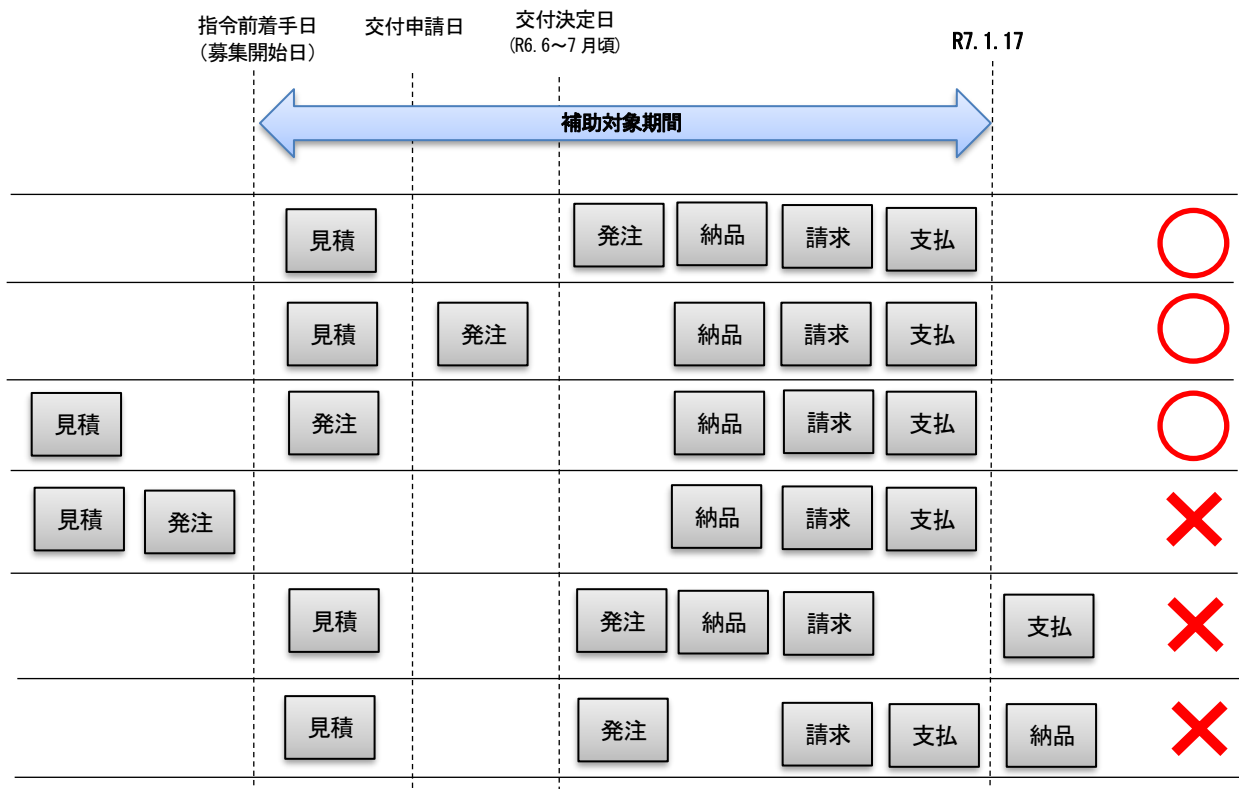 指令前着手日
（募集開始日）
交付申請日
交付決定日
(R6.6～7月頃)
R7.1.17
補助対象期間
見積 発注 納品 請求 支払
見積 発注 納品 請求 支払
見積 発注 納品 請求 支払
見積 発注 納品 請求 支払
見積 発注 納品 請求 支払
見積 発注 請求 支払 納品